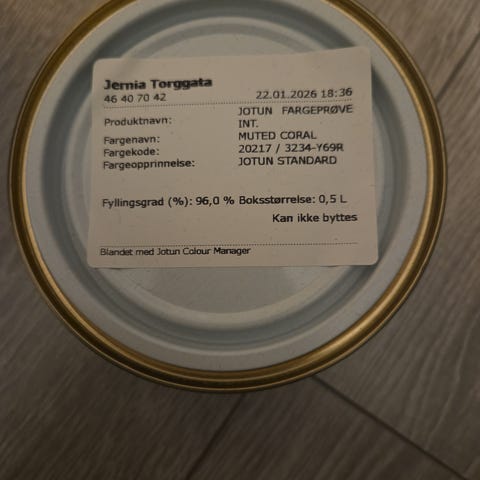 Jernia Torggata
46 40 70 42 22.01.2026 18:36
Produktnavn: JOTUN FARGEPRØVE
INT.
Fargenavn: MUTED CORAL
Fargekode: 20217 / 3234-Y69R
Fargeopprinnelse: JOTUN STANDARD
Fyllingsgrad (%): 96,0 % Boksstørrelse: 0,5 L
Kan ikke byttes
Blandet med Jotun Colour Manager